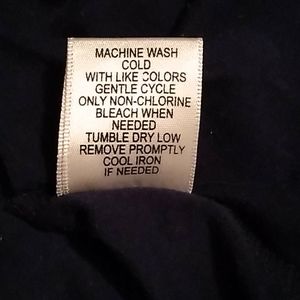 MACHINE WASH
COLD
WITH LIKE COLORS
GENTLE CYCLE
ONLY NON-CHLORINE
BLEACH WHEN
NEEDED
TUMBLE DRY LOW
REMOVE PROMPTLY
COOL IRON
IF NEEDED